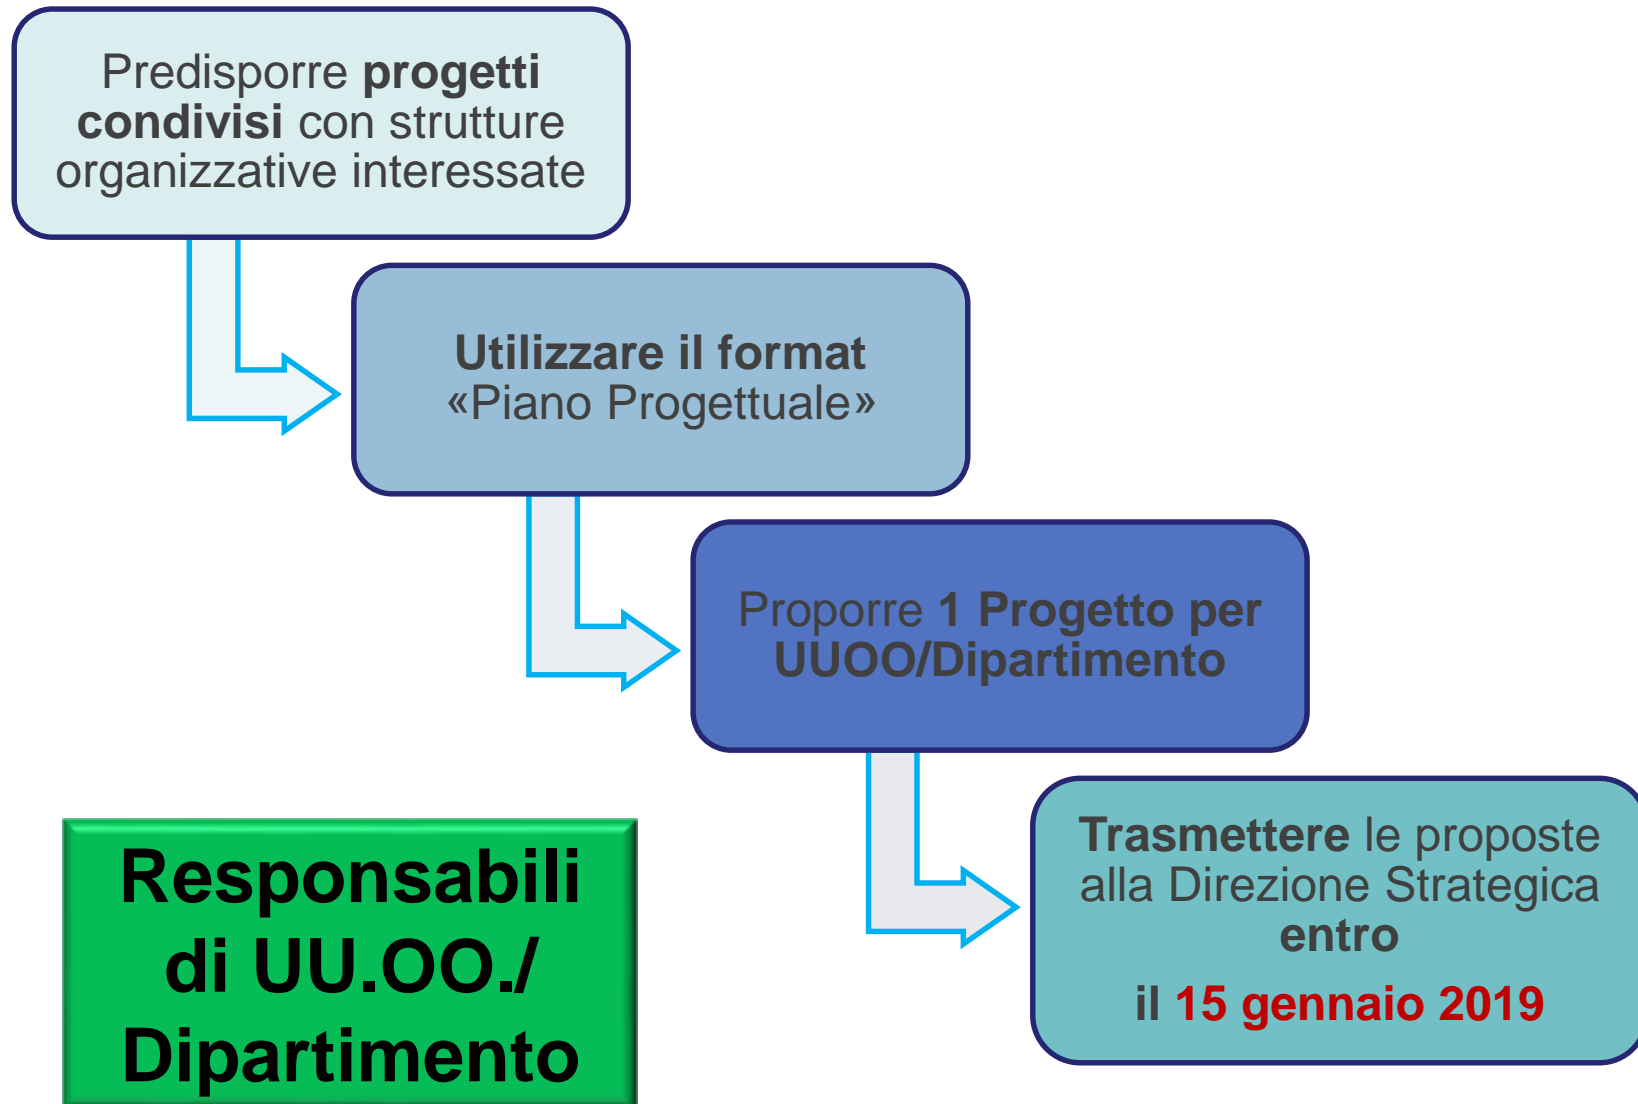 Predisporre progetti
condivisi con strutture
organizzative interessate
Utilizzare il format
«Piano Progettuale»
Proporre 1 Progetto per
UUOO/Dipartimento
Trasmettere le proposte
alla Direzione Strategica
entro
il 15 gennaio 2019
Responsabili
di UU.OO./
Dipartimento